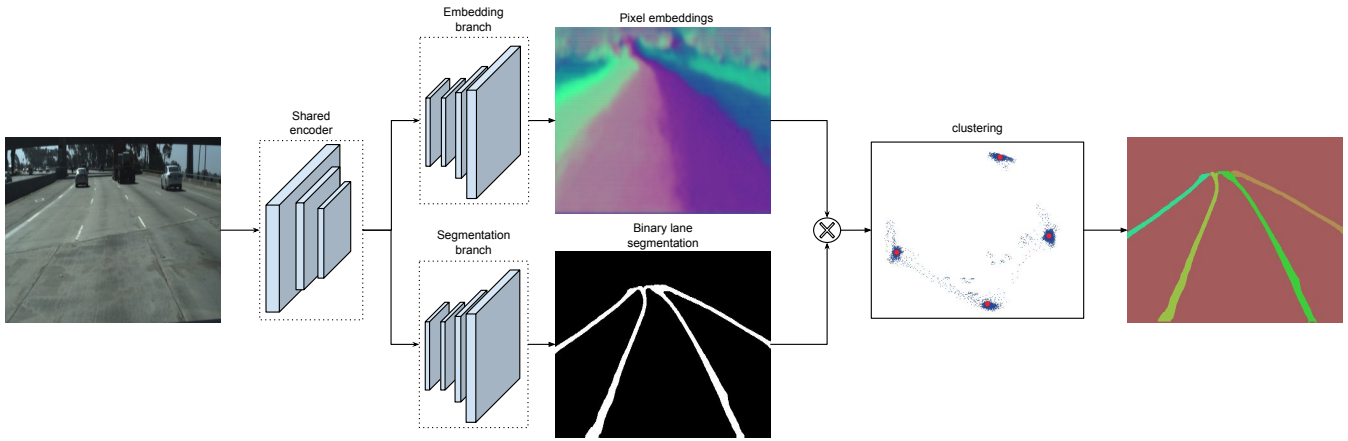 Embedding
branch
Pixel embeddings
Shared
encoder
clustering
Segmentation
branch
Binary lane
segmentation